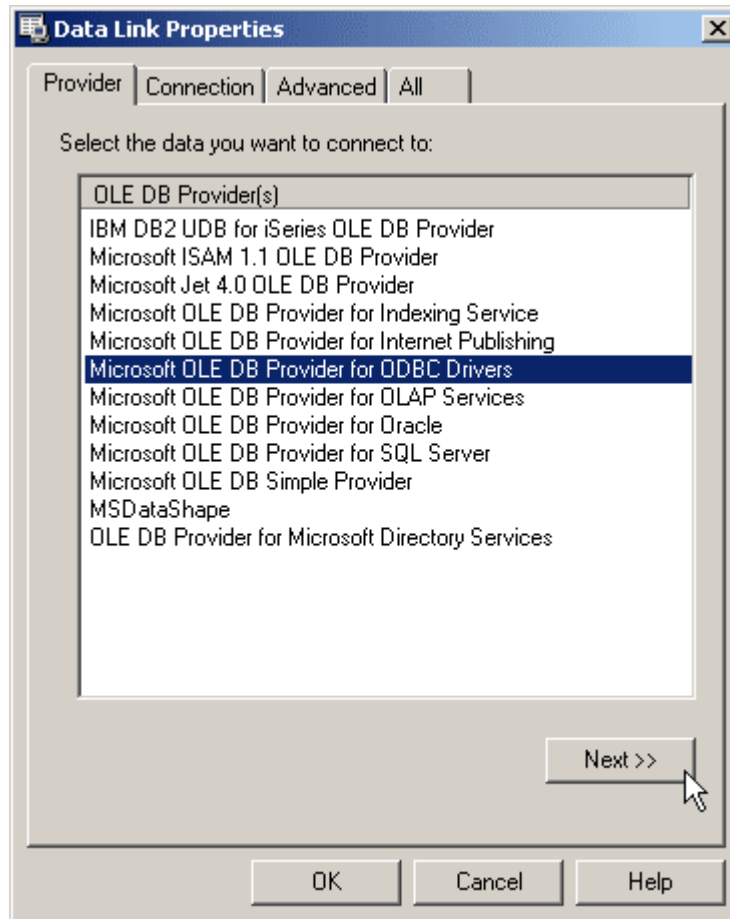 Data Link Properties
Provider Connection Advanced All
Select the data you want to connect to:
OLE DB Provider(s)
IBM DB2 UDB for iSeries OLE DB Provider
Microsoft ISAM 1.1 OLE DB Provider
Microsoft Jet 4.0 OLE DB Provider
Microsoft OLE DB Provider for Indexing Service
Microsoft OLE DB Provider for Internet Publishing
Microsoft OLE DB Provider for ODBC Drivers
Microsoft OLE DB Provider for OLAP Services
Microsoft OLE DB Provider for Oracle
Microsoft OLE DB Provider for SQL Server
Microsoft OLE DB Simple Provider
MSDataShape
OLE DB Provider for Microsoft Directory Services
Next >>
OK Cancel Help